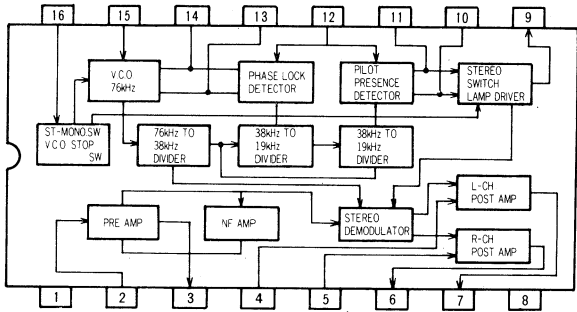 16 15 14 13 12 11 10 9
V.C.O
76kHz
PHASE LOCK
DETECTOR
PILOT
PRESENCE
DETECTOR
STEREO
SWITCH
LAMP DRIVER
ST-MONO.SW
V.C.O STOP
SW
76kHz TO
38kHz
DIVIDER
38kHz TO
19kHz
DIVIDER
38kHz TO
19kHz
DIVIDER
PRE AMP
NF AMP
STEREO
DEMODULATOR
L-CH
POST AMP
R-CH
POST AMP
1 2 3 4 5 6 7 8